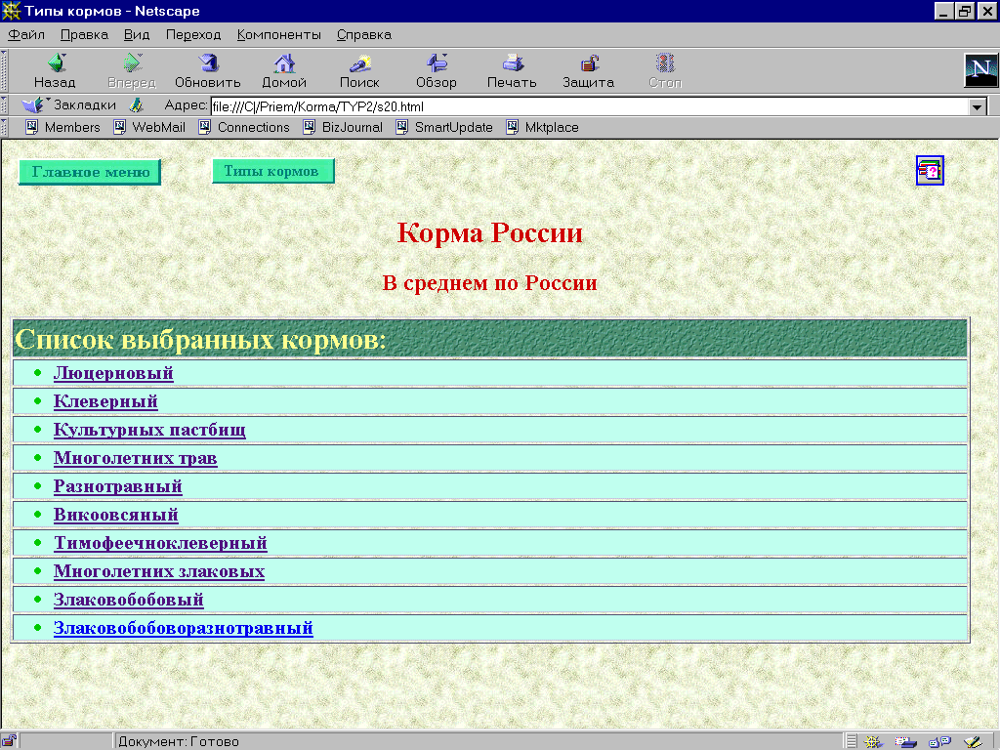 Типы кормов - Netscape
Файл Правка Вид Переход Компоненты Справка
Назад Вперед Обновить Домой Поиск Обзор Печать Защита Стоп
N
Закладки Адрес: file:///C|/Priem/Korma/TYP2/s20.html
Members WebMail Connections BizJournal SmartUpdate Mktplace
Главное меню Типы кормов
Корма России
В среднем по России
Список выбранных кормов:
Люцерновый
Клеверный
Культурных пастбищ
Многолетних трав
Разнотравный
Викоовсяный
Тимофеечноклеверный
Многолетних злаковых
Злаковобобовый
Злаковобобоворазнотравный
Документ: Готово